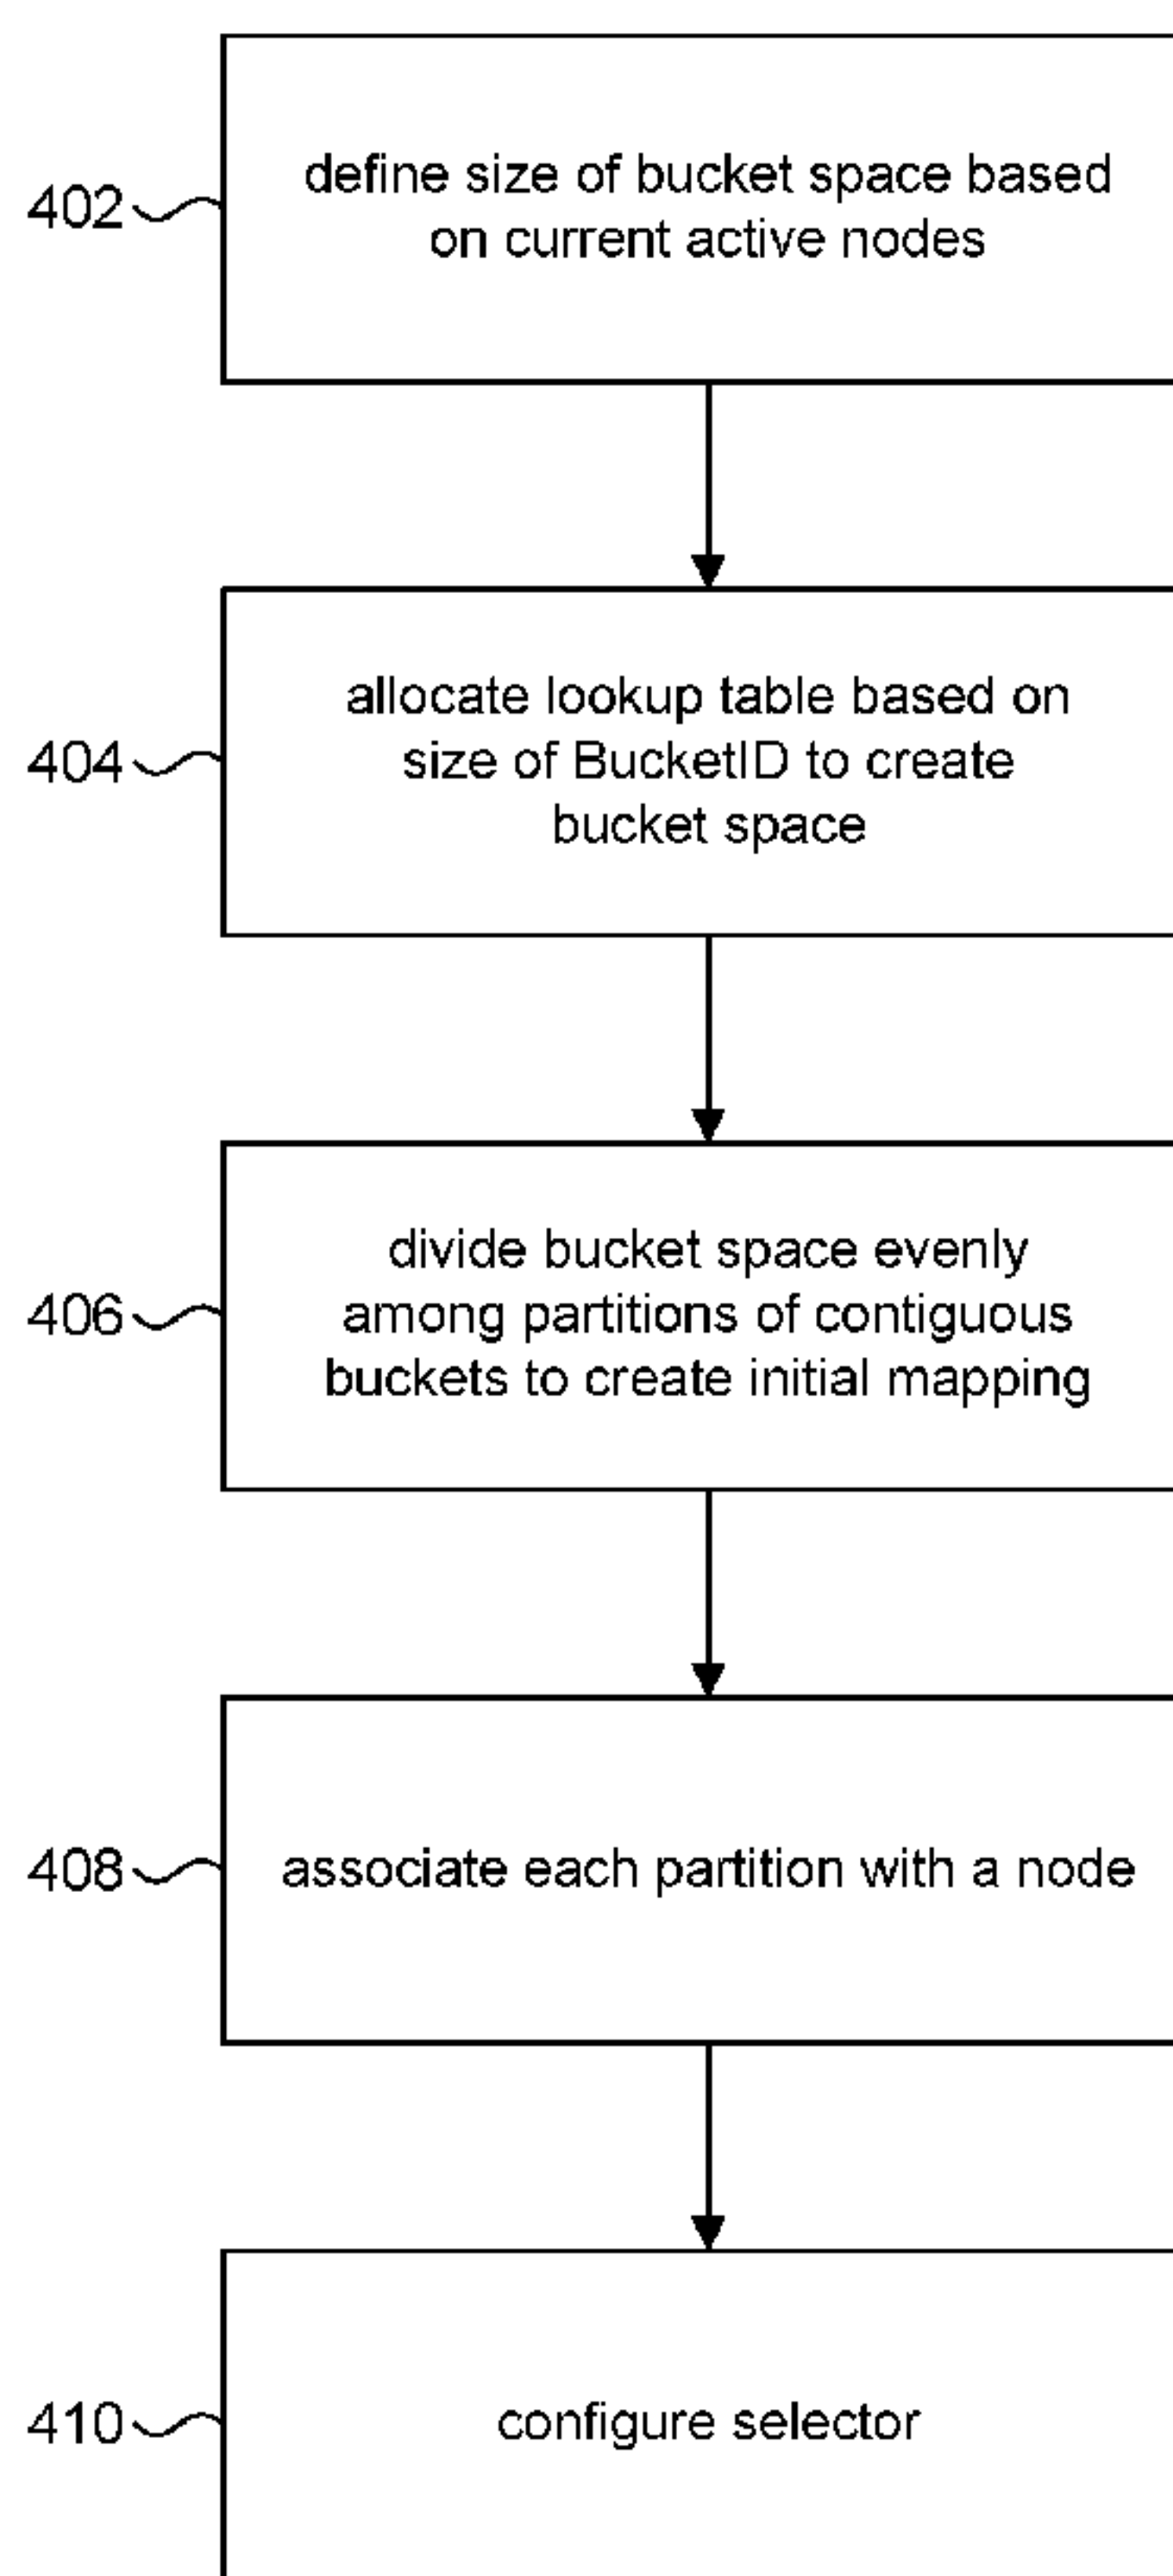 define size of bucket space based
402
on current active nodes
allocate lookup table based on
404
size of BucketID to create
bucket space
divide bucket space evenly
406
among partitions of contiguous
buckets to create initial mapping
408
associate each partition with a node
410
configure selector